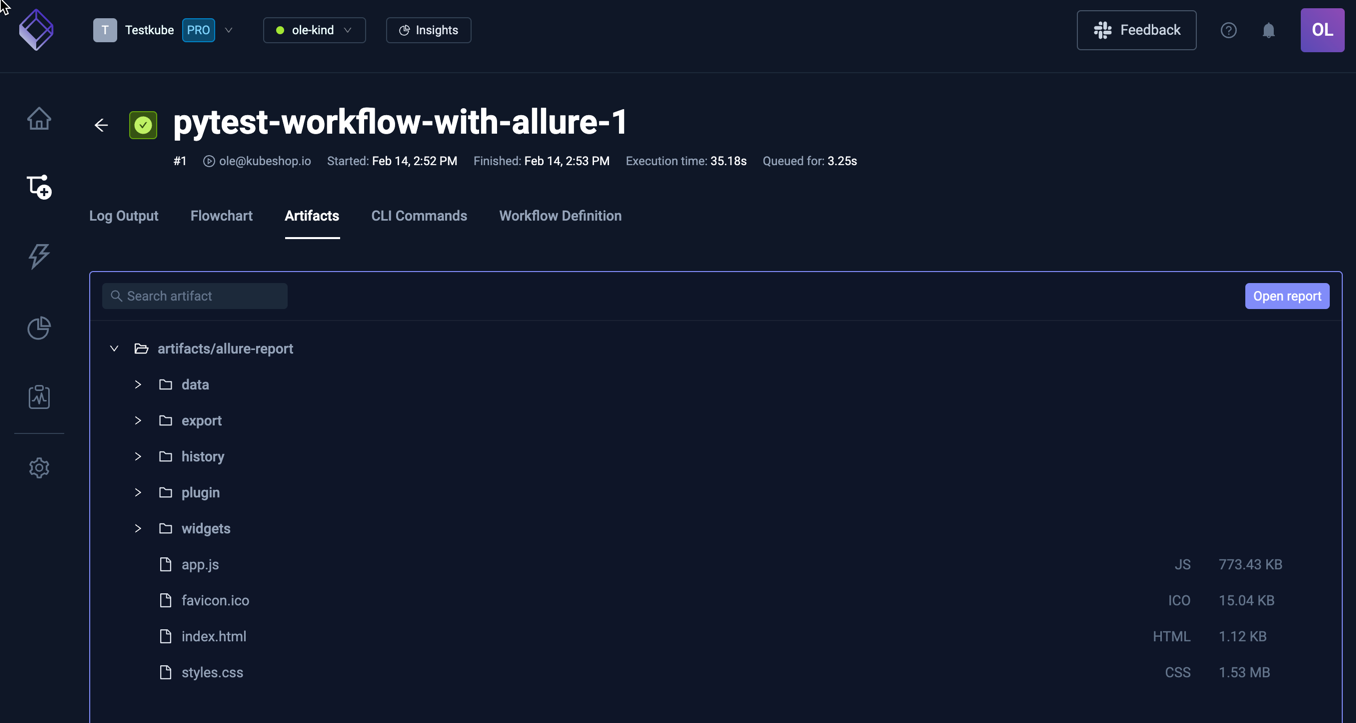 T Testkube PRO ole-kind Insights Feedback OL
pytest-workflow-with-allure-1
#1 ole@kubeshop.io Started: Feb 14, 2:52 PM Finished: Feb 14, 2:53 PM Execution time: 35.18s Queued for: 3.25s
Log Output Flowchart Artifacts CLI Commands Workflow Definition
Search artifact Open report
artifacts/allure-report
data
export
history
plugin
widgets
app.js JS 773.43 KB
favicon.ico ICO 15.04 KB
index.html HTML 1.12 KB
styles.css CSS 1.53 MB